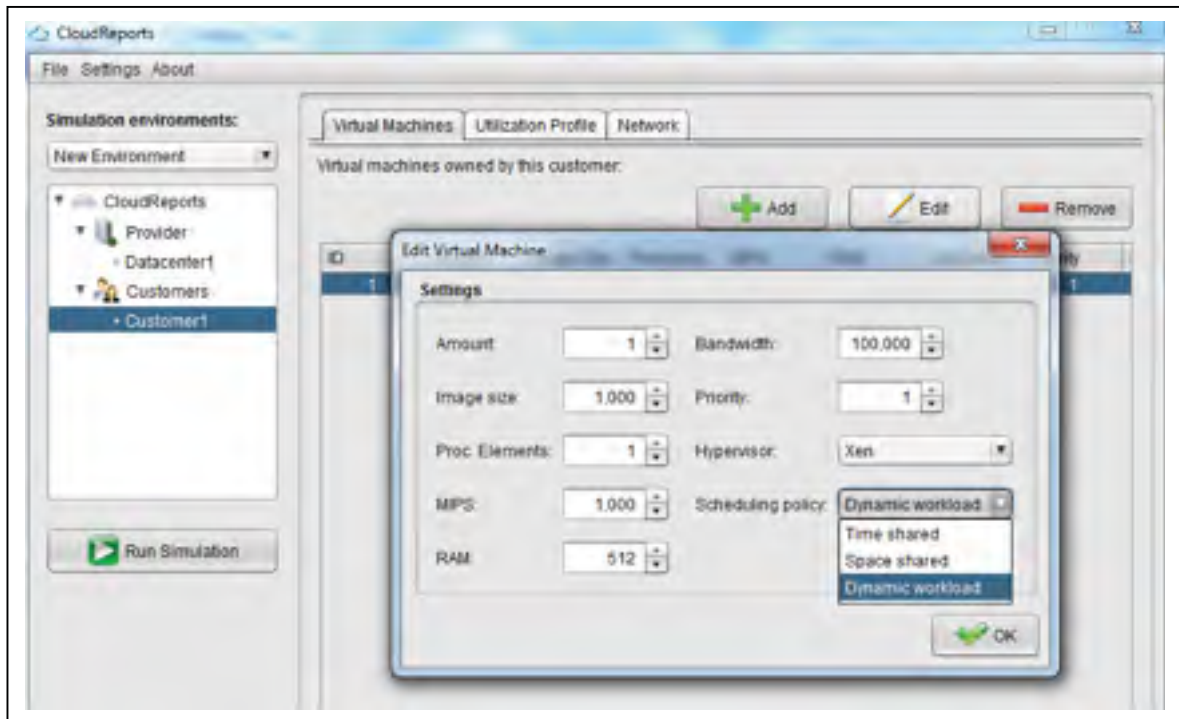 CloudReports
File Settings About
Simulation environments:
New Environment
CloudReports
Provider
Datacenter1
Customers
Customer1
Run Simulation
Virtual Machines Utilization Profile Network
Virtual machines owned by this customer:
Add Edit Remove
ID
1 1
Edit Virtual Machine
Settings
Amount 1 Bandwidth: 100,000
Image size: 1,000 Priority: 1
Proc. Elements: 1 Hypervisor: Xen
MIPS: 1,000 Scheduling policy: Dynamic workload
Time shared
RAM: 512 Space shared
Dynamic workload
OK